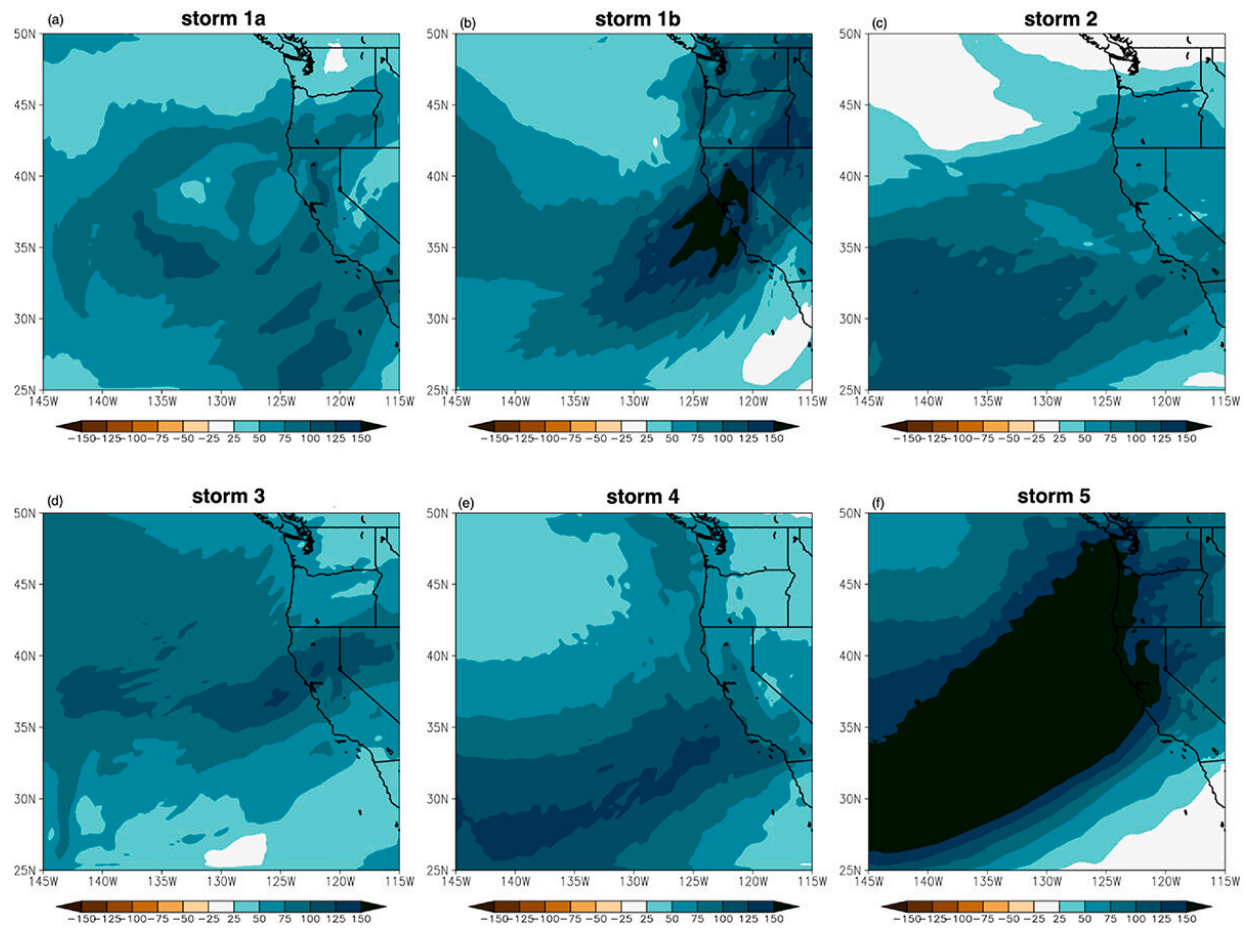 (a) storm 1a (b) storm 1b (c) storm 2
50N 50N 50N
45N 45N 45N
40N 40N 40N
35N 35N 35N
30N 30N 30N
25N 25N 25N
145W 140W 135W 130W 125W 120W 115W 145W 140W 135W 130W 125W 120W 115W 145W 140W 135W 130W 125W 120W 115W
−150 −125 −100 −75 −50 −25 25 50 75 100 125 150 −150 −125 −100 −75 −50 −25 25 50 75 100 125 150 −150 −125 −100 −75 −50 −25 25 50 75 100 125 150
(d) storm 3 (e) storm 4 (f) storm 5
50N 50N 50N
45N 45N 45N
40N 40N 40N
35N 35N 35N
30N 30N 30N
25N 25N 25N
145W 140W 135W 130W 125W 120W 115W 145W 140W 135W 130W 125W 120W 115W 145W 140W 135W 130W 125W 120W 115W
−150 −125 −100 −75 −50 −25 25 50 75 100 125 150 −150 −125 −100 −75 −50 −25 25 50 75 100 125 150 −150 −125 −100 −75 −50 −25 25 50 75 100 125 150